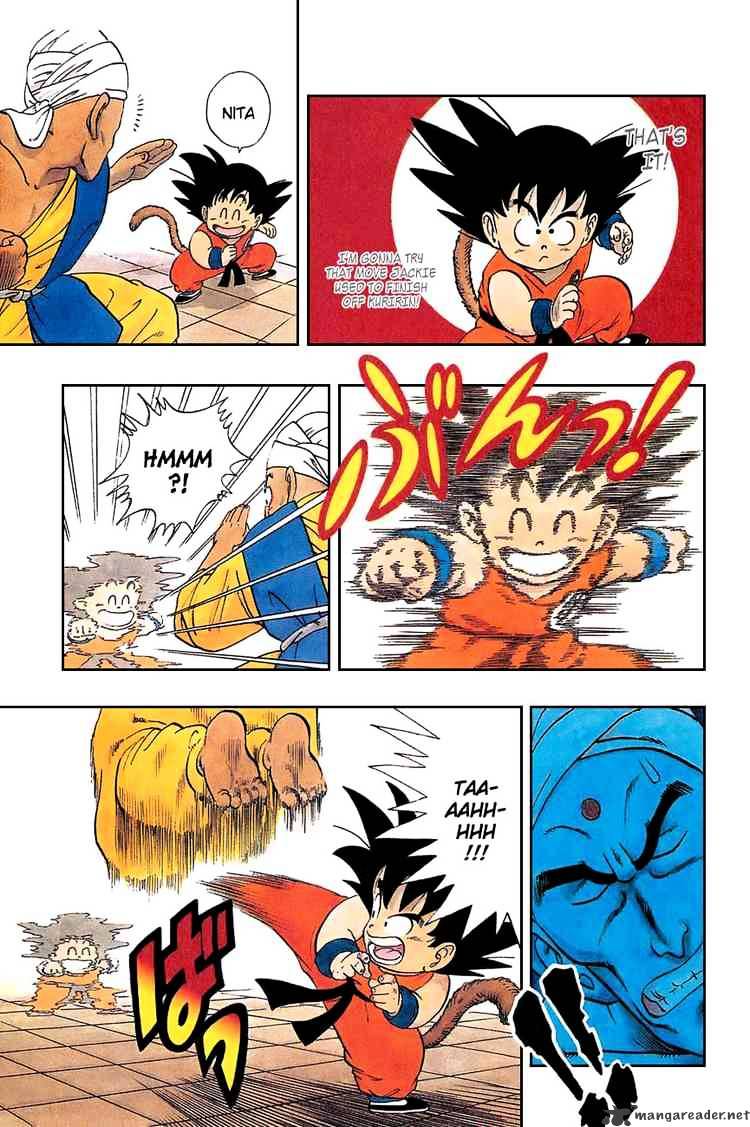 NITA
THAT'S
IT!
I'M GONNA TRY
THAT MOVE JACKIE
USED TO FINISH
OFF KURIRIN!
HMMM
?!
ぶんっ!
TAA-
AAHH-
HHH
!!!
ばっ
!!
mangareader.net